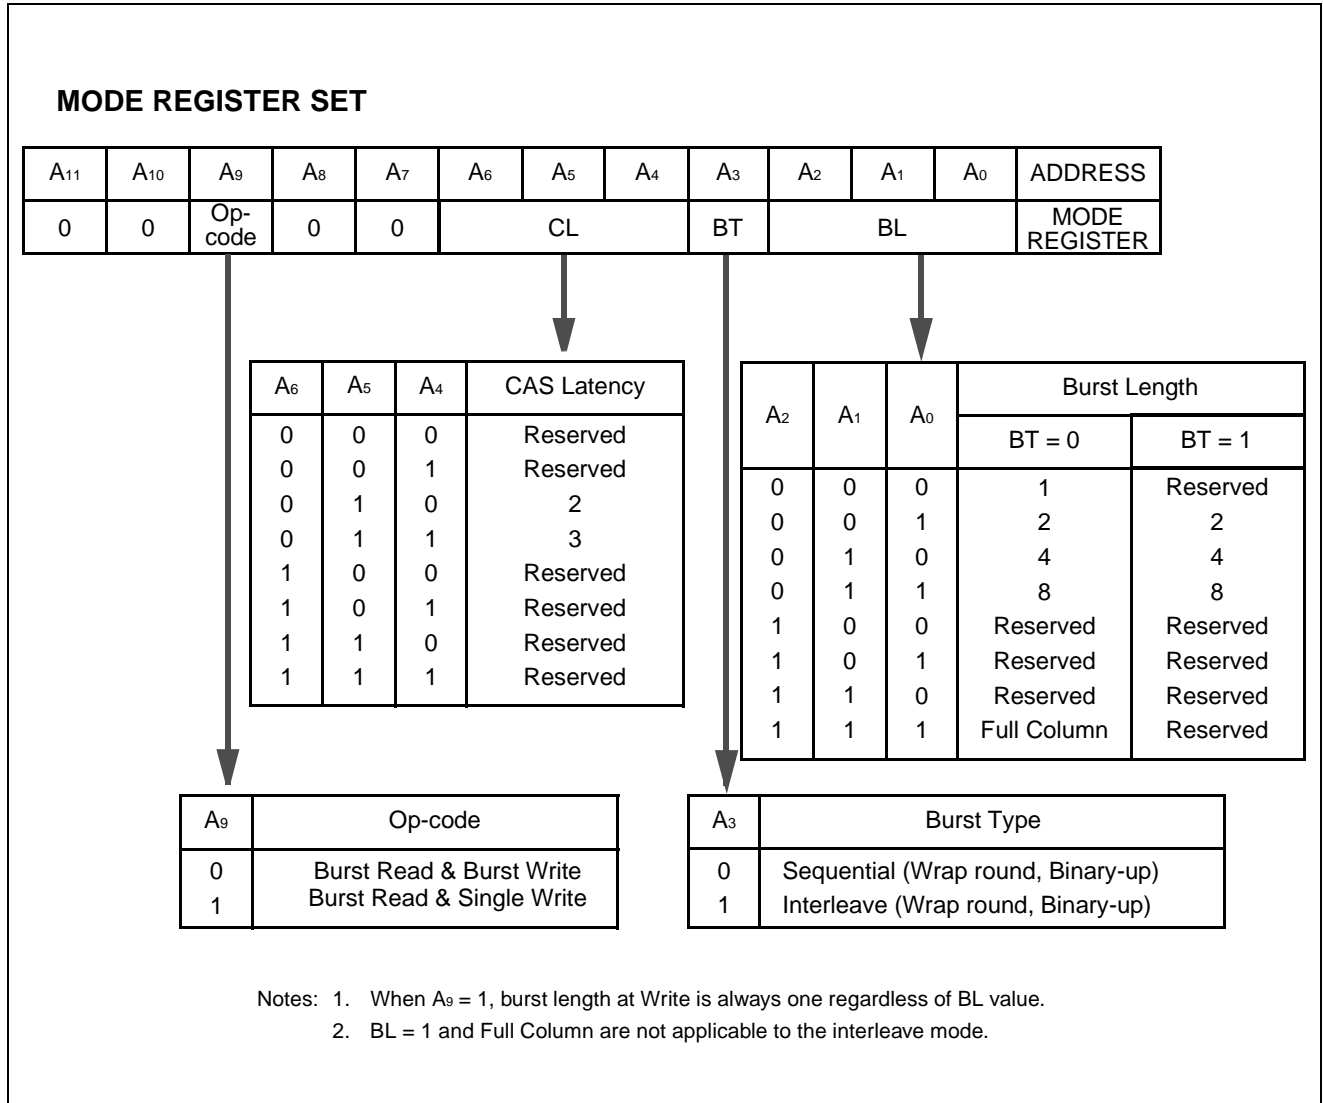 MODE REGISTER SET
A11 A10 A9 A8 A7 A6 A5 A4 A3 A2 A1 A0 ADDRESS
0 0 Op-code 0 0 CL BT BL MODE REGISTER
A6 A5 A4 CAS Latency
0 0 0 Reserved
0 0 1 Reserved
0 1 0 2
0 1 1 3
1 0 0 Reserved
1 0 1 Reserved
1 1 0 Reserved
1 1 1 Reserved
A2 A1 A0 Burst Length
BT = 0 BT = 1
0 0 0 1 Reserved
0 0 1 2 2
0 1 0 4 4
0 1 1 8 8
1 0 0 Reserved Reserved
1 0 1 Reserved Reserved
1 1 0 Reserved Reserved
1 1 1 Full Column Reserved
A9 Op-code
0 Burst Read & Burst Write
1 Burst Read & Single Write
A3 Burst Type
0 Sequential (Wrap round, Binary-up)
1 Interleave (Wrap round, Binary-up)
Notes: 1. When A9 = 1, burst length at Write is always one regardless of BL value.
2. BL = 1 and Full Column are not applicable to the interleave mode.